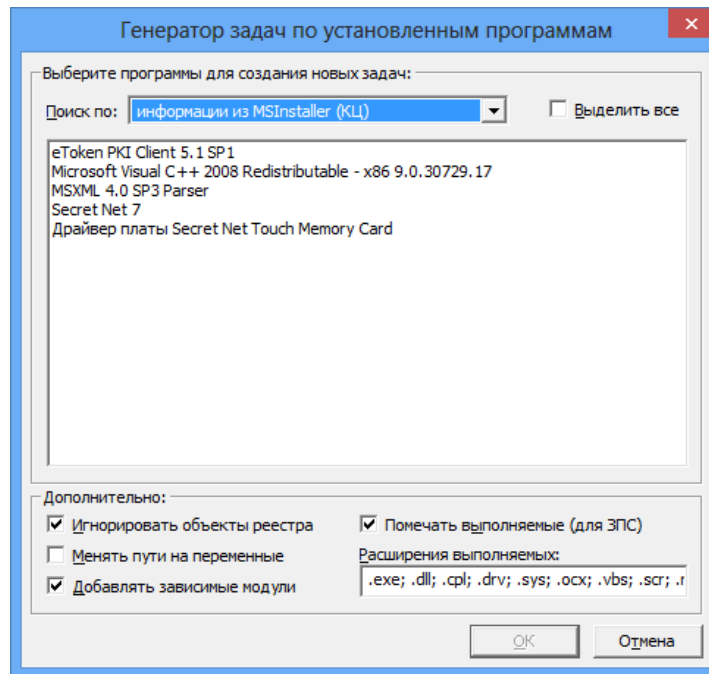 Генератор задач по установленным программам
Выберите программы для создания новых задач:
Поиск по: информации из MSInstaller (КЦ) Выделить все
eToken PKI Client 5.1 SP1
Microsoft Visual C++ 2008 Redistributable - x86 9.0.30729.17
MSXML 4.0 SP3 Parser
Secret Net 7
Драйвер платы Secret Net Touch Memory Card
Дополнительно:
Игнорировать объекты реестра Помечать выполняемые (для ЗПС)
Менять пути на переменные Расширения выполняемых:
Добавлять зависимые модули .exe; .dll; .cpl; .drv; .sys; .ocx; .vbs; .scr;
OK Отмена